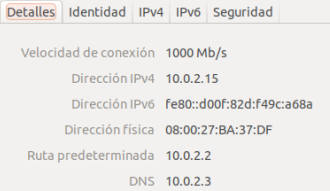 Detalles Identidad IPv4 IPv6 Seguridad
Velocidad de conexión 1000 Mb/s
Dirección IPv4 10.0.2.15
Dirección IPv6 fe80::d00f:82d:f49c:a68a
Dirección física 08:00:27:BA:37:DF
Ruta predeterminada 10.0.2.2
DNS 10.0.2.3